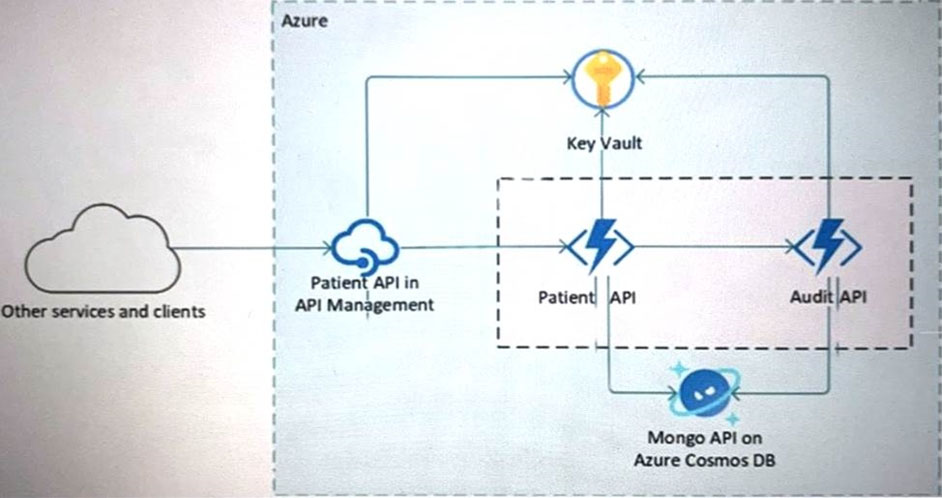 Azure
Key Vault
Patient API in
API Management
Patient API
Audit API
Other services and clients
Mongo API on
Azure Cosmos DB